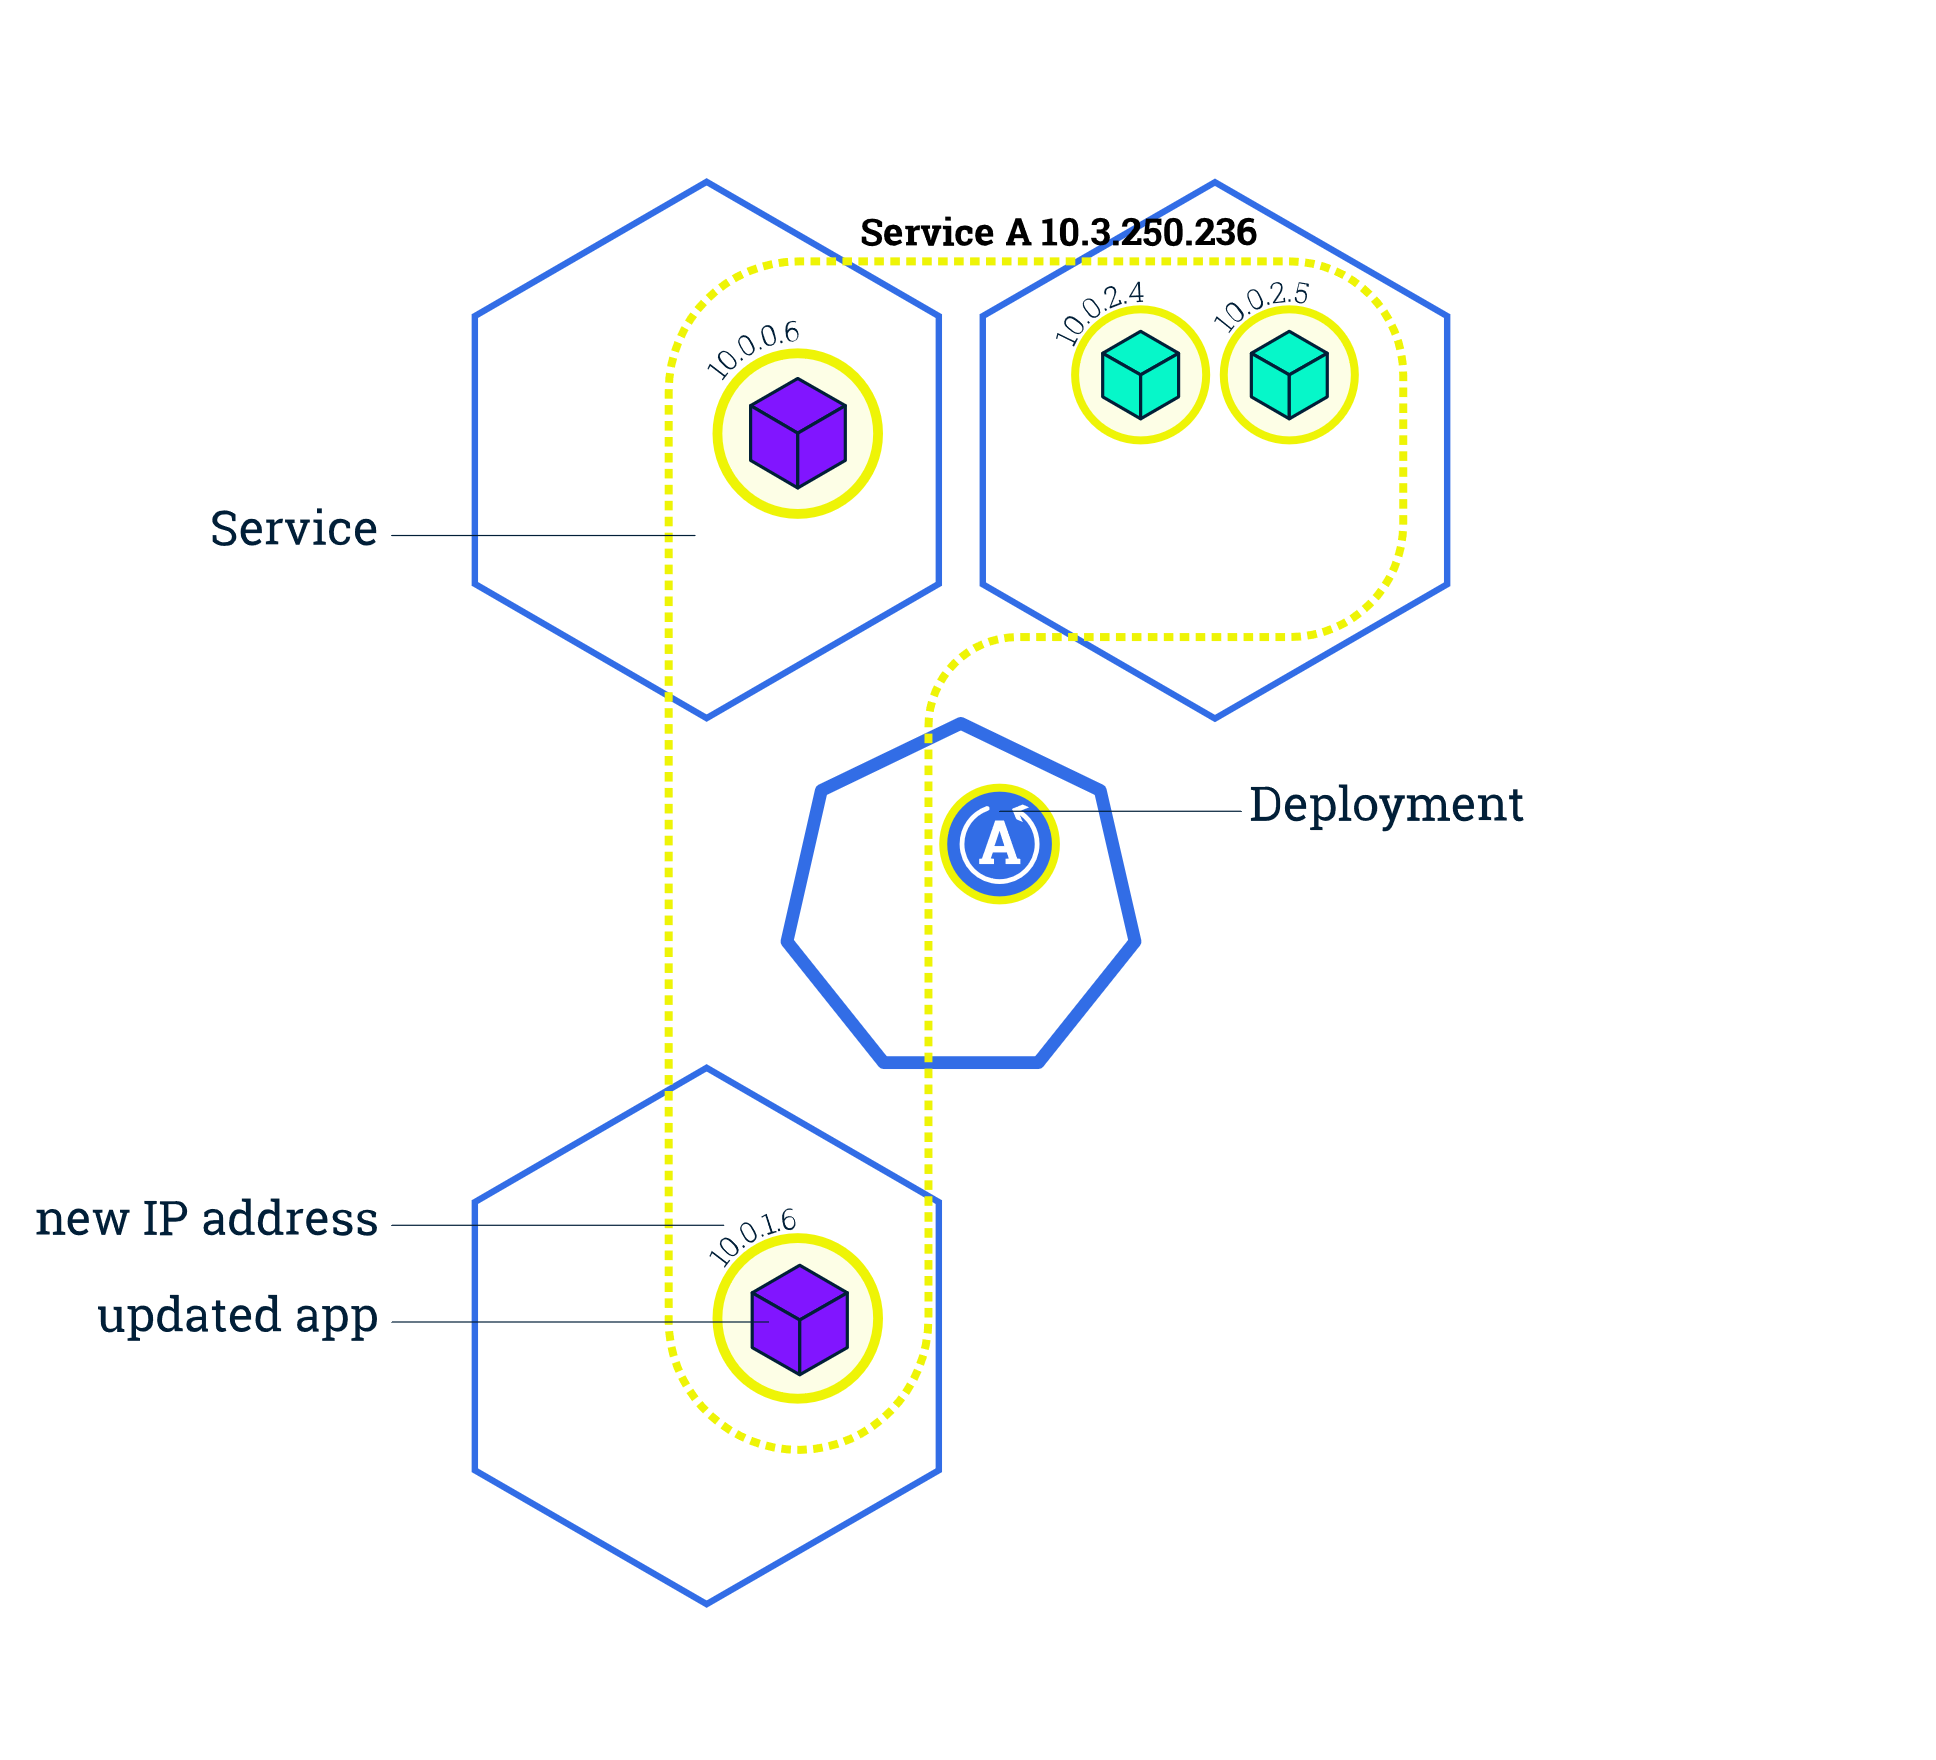 Service A 10.3.250.236
10.0.0.6
10.0.2.4
10.0.2.5
Service
A
Deployment
new IP address
10.0.1.6
updated app